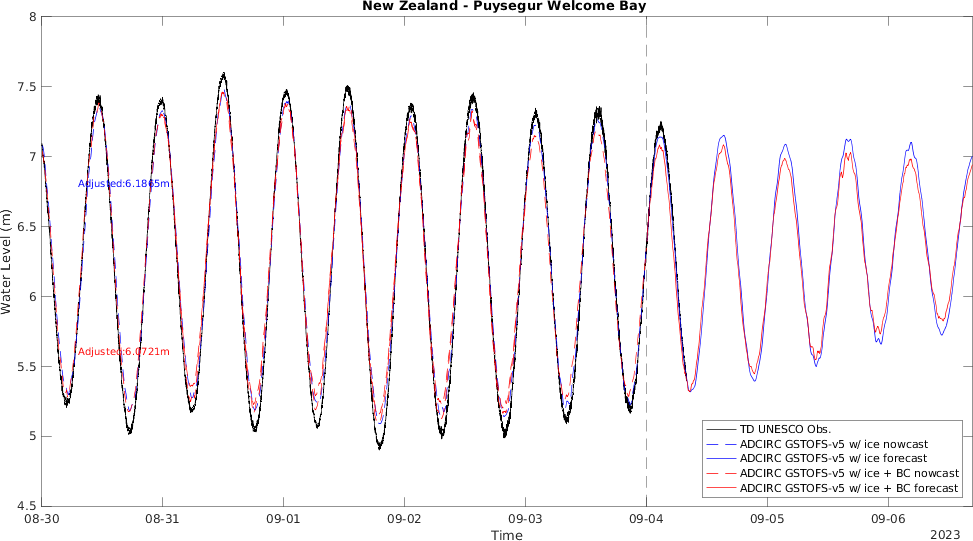 New Zealand - Puysegur Welcome Bay
8
7.5
7
6.5
6
5.5
5
4.5
Water Level (m)
Adjusted:6.1865m
Adjusted:6.0721m
TD UNESCO Obs.
ADCIRC GSTOFS-v5 w/ ice nowcast
ADCIRC GSTOFS-v5 w/ ice forecast
ADCIRC GSTOFS-v5 w/ ice + BC nowcast
ADCIRC GSTOFS-v5 w/ ice + BC forecast
08-30 08-31 09-01 09-02 09-03 09-04 09-05 09-06
Time
2023